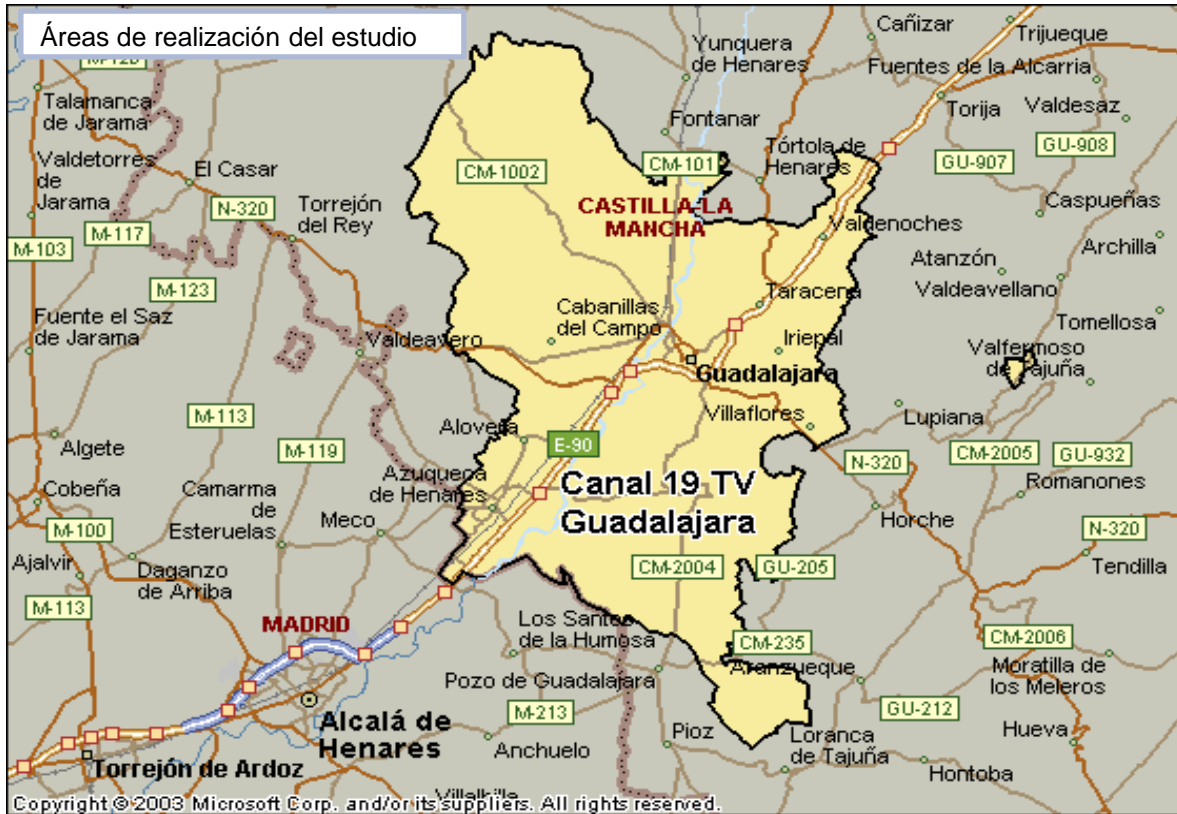 Áreas de realización del estudio
Cañizar
Trijueque
Yunquera
de Henares
Fuentes de la Alcarria
M-120
Talamanca
de Jarama
Torija
Valdesaz
Fontanar
GU-908
Valdetorres
de
Jarama
El Casar
CM-1002
CM-101
Tórtola de
Henares
GU-907
N-320
Torrejón
del Rey
CASTILLA-LA
MANCHA
Caspueñas
M-117
M-103
Valdenoches
Archilla
Atanzón
M-123
Valdeavellano
Taracena
Cabanillas
del Campo
Fuente el Saz
de Jarama
Tomellosa
Valdeavero
Iriepal
Valfermoso
de Tajuña
Guadalajara
M-113
Villaflores
Lupiana
Algete
M-119
Alovera
E-90
CM-2005
GU-932
N-320
Azuqueca
de Henares
Canal 19 TV
Guadalajara
Romanones
Cobeña
Camarma
de
Esteruelas
Meco
Horche
M-100
N-320
Ajalvir
Daganzo
de Arriba
CM-2004
GU-205
Tendilla
M-113
MADRID
Los Santos
de la Humosa
CM-235
CM-2006
Aranzueque
Moratilla de
los Meleros
Pozo de Guadalajara
M-213
GU-212
Alcalá de
Henares
Anchuelo
Pioz
Loranca
de Tajuña
Hueva
Torrejón de Ardoz
Hontoba
Villalbilla
Copyright © 2003 Microsoft Corp. and/or its suppliers. All rights reserved.